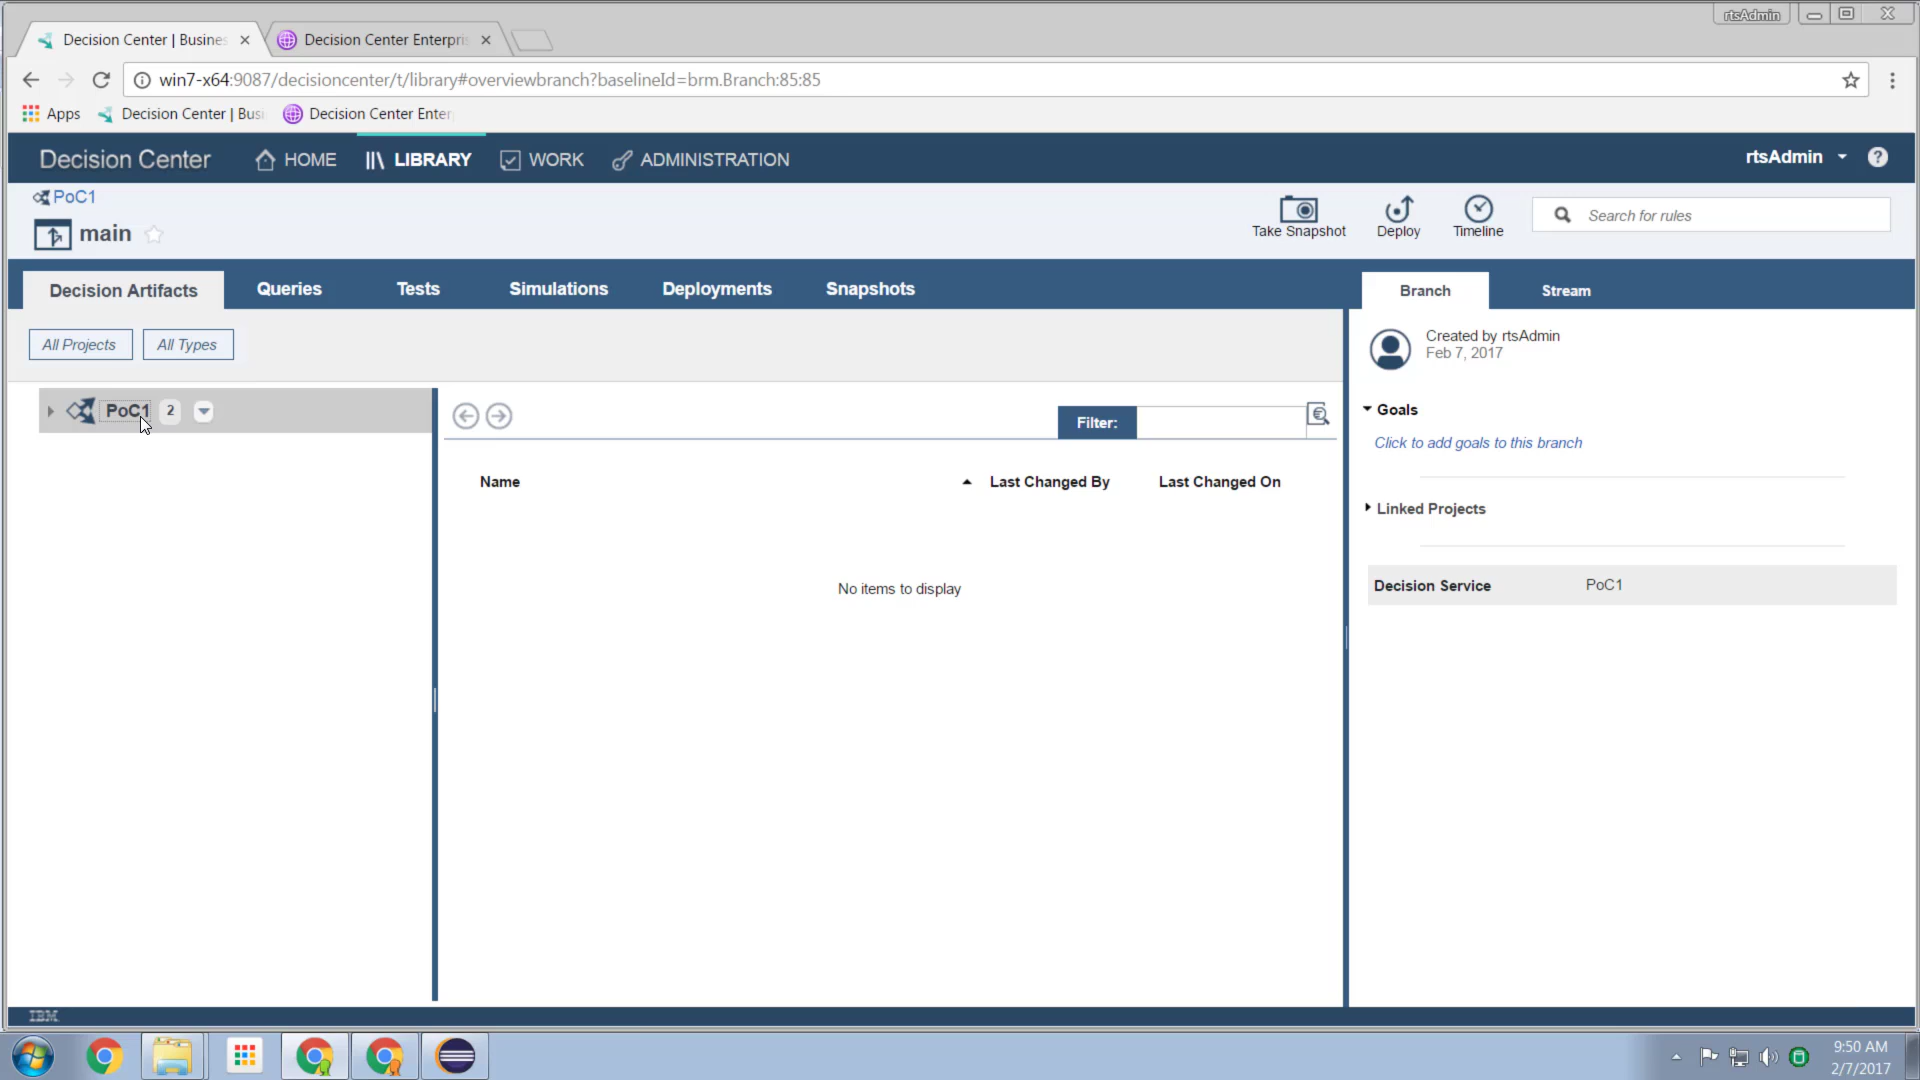 rtsAdmin
Decision Center | Busines
Decision Center Enterpri
win7-x64:9087/decisioncenter/t/library#overviewbranch?baselineId=brm.Branch:85:85
Apps Decision Center | Busi Decision Center Enter
Decision Center HOME LIBRARY WORK ADMINISTRATION rtsAdmin ?
PoC1
main
Take Snapshot Deploy Timeline Search for rules
Decision Artifacts Queries Tests Simulations Deployments Snapshots
Branch Stream
All Projects All Types
Created by rtsAdmin
Feb 7, 2017
PoC1 2
Filter:
Goals
Click to add goals to this branch
Name Last Changed By Last Changed On
Linked Projects
No items to display
Decision Service PoC1
IBM
9:50 AM
2/7/2017